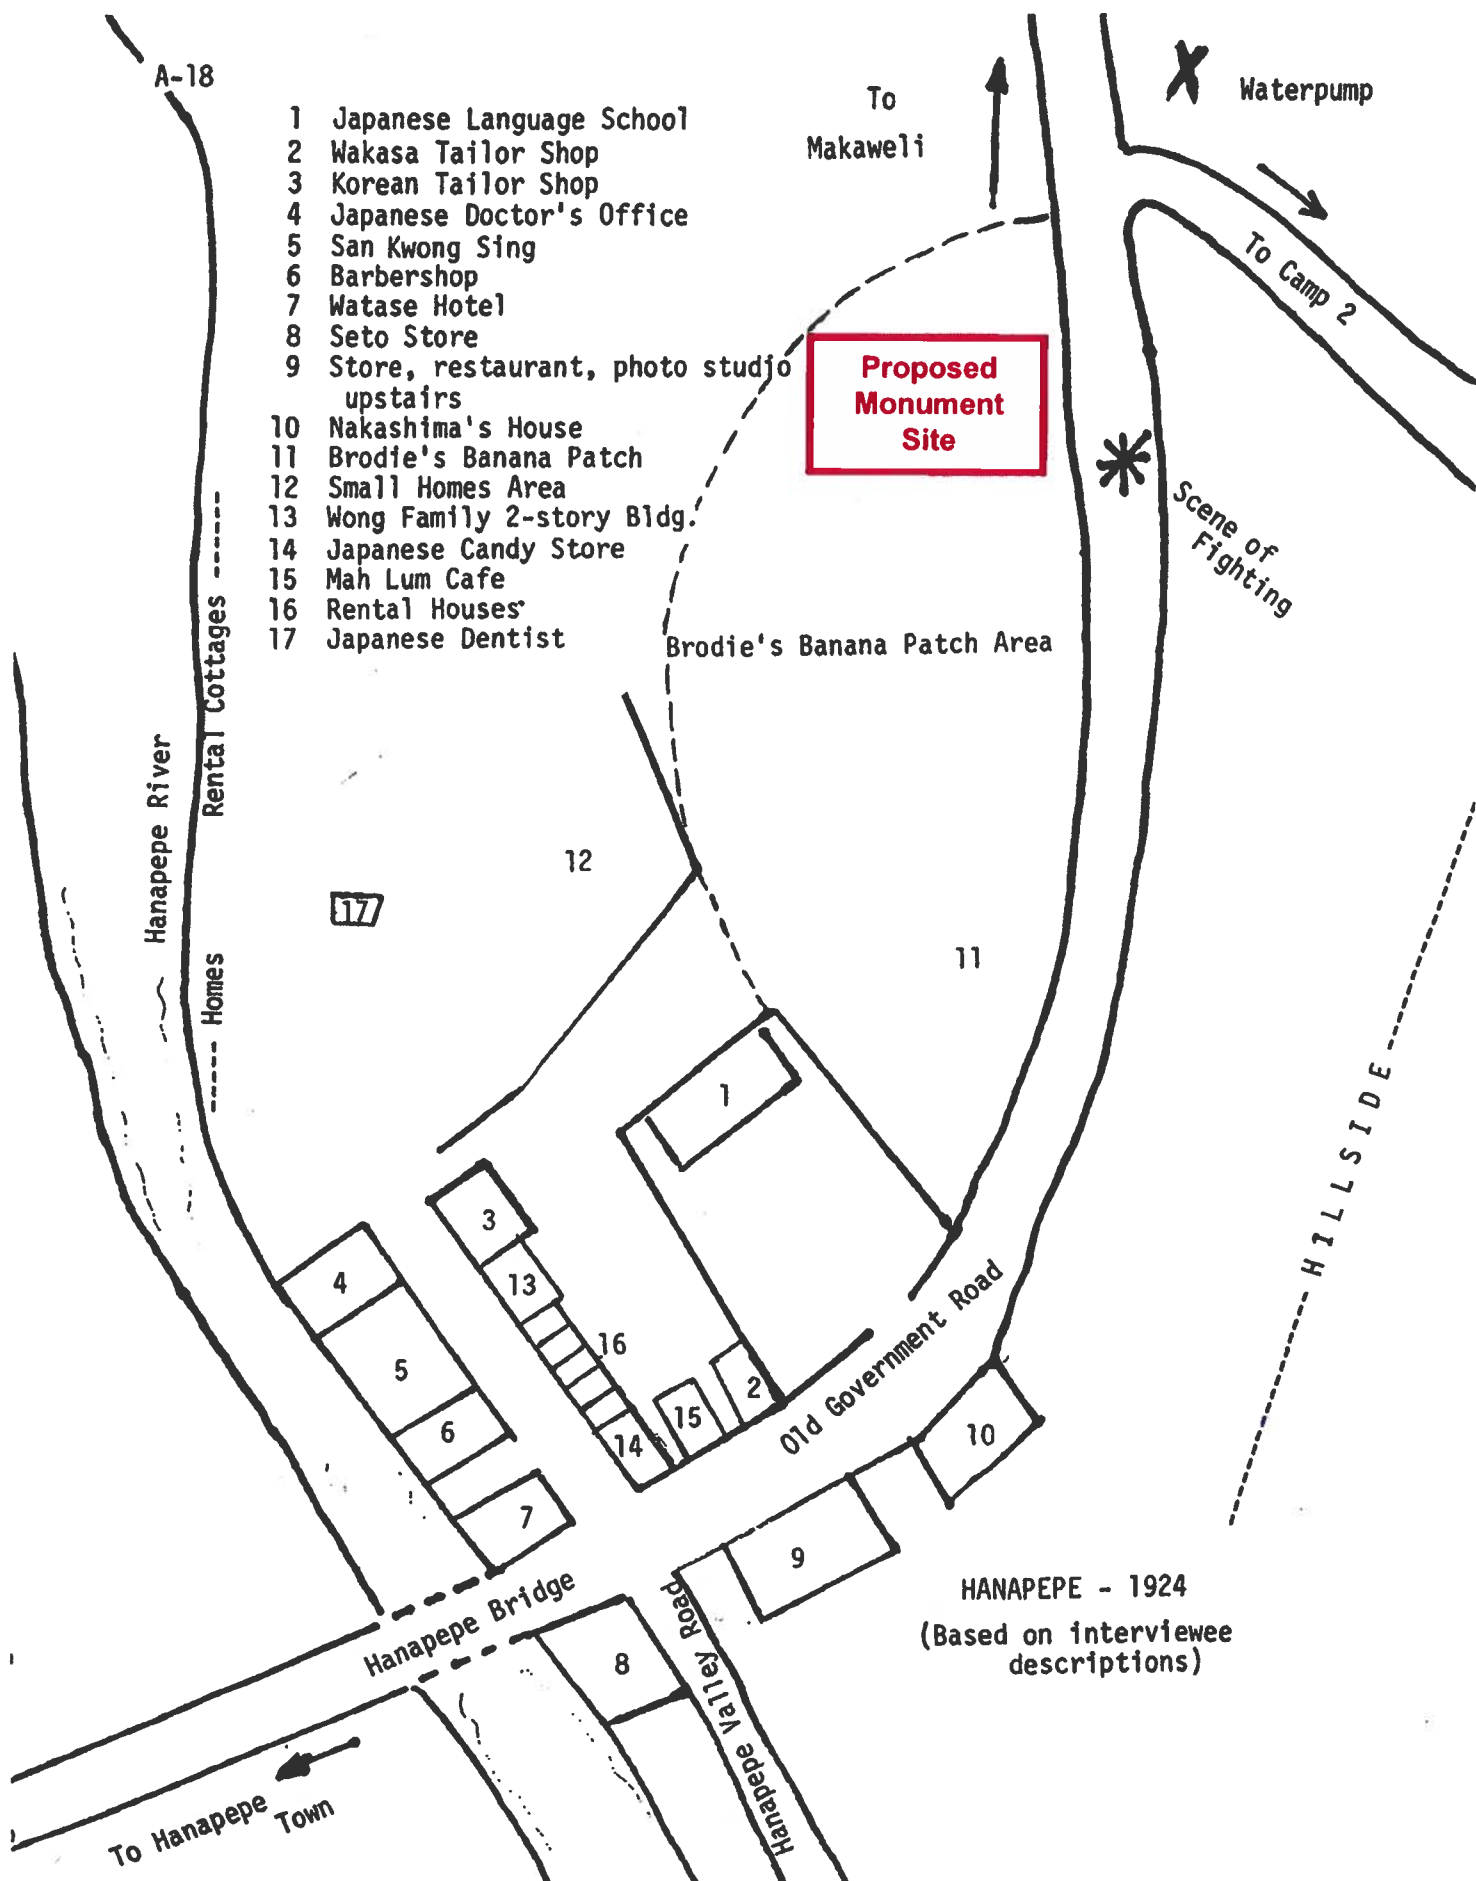 A-18
1 Japanese Language School
2 Wakasa Tailor Shop
3 Korean Tailor Shop
4 Japanese Doctor's Office
5 San Kwong Sing
6 Barbershop
7 Watase Hotel
8 Seto Store
9 Store, restaurant, photo studio
upstairs
10 Nakashima's House
11 Brodie's Banana Patch
12 Small Homes Area
13 Wong Family 2-story Bldg.
14 Japanese Candy Store
15 Mah Lum Cafe
16 Rental Houses
17 Japanese Dentist
To
Makaweli
Waterpump
To Camp 2
Proposed
Monument
Site
Scene of
Fighting
Brodie's Banana Patch Area
Rental Cottages
Hanapepe River
Homes
12
17
11
1
3
13
4
16
5
2
15
6
14
10
7
9
8
Old Government Road
HILLSIDE
Hanapepe Bridge
Hanapepe Valley Road
To Hanapepe
Town
HANAPEPE - 1924
(Based on interviewee
descriptions)